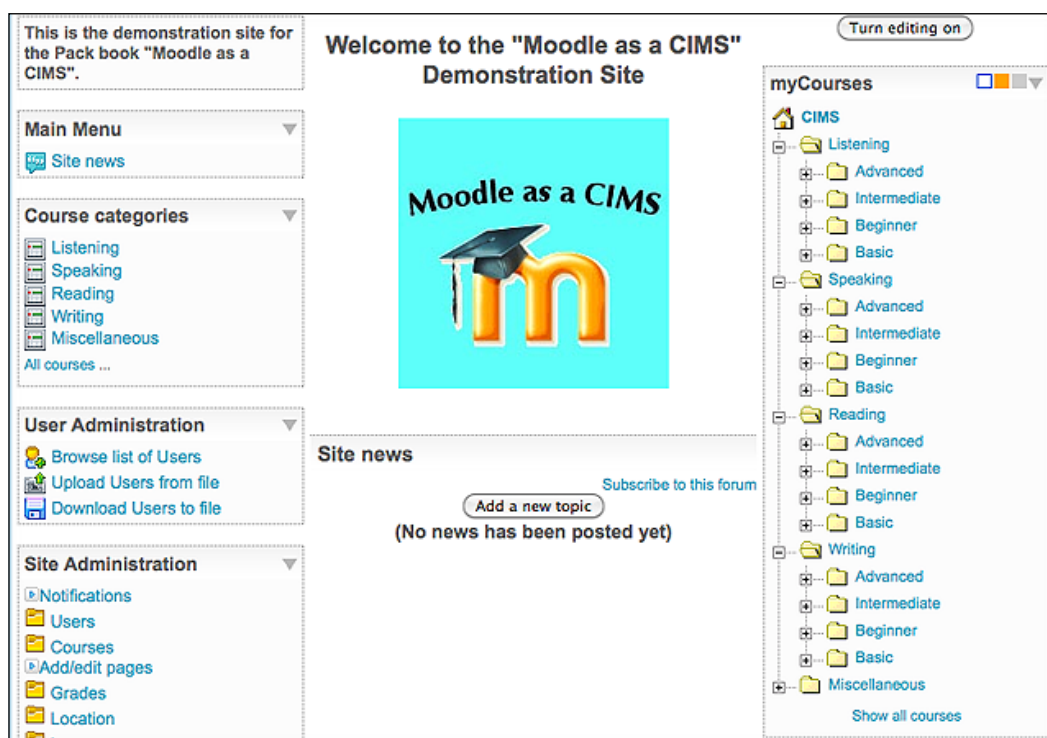 This is the demonstration site for
the Pack book "Moodle as a
CIMS".
Main Menu
Site news
Course categories
Listening
Speaking
Reading
Writing
Miscellaneous
All courses ...
User Administration
Browse list of Users
Upload Users from file
Download Users to file
Site Administration
Notifications
Users
Courses
Add/edit pages
Grades
Location
Welcome to the "Moodle as a CIMS"
Demonstration Site
Moodle as a CIMS
m
Site news
Subscribe to this forum
Add a new topic
(No news has been posted yet)
Turn editing on
myCourses
CIMS
Listening
Advanced
Intermediate
Beginner
Basic
Speaking
Advanced
Intermediate
Beginner
Basic
Reading
Advanced
Intermediate
Beginner
Basic
Writing
Advanced
Intermediate
Beginner
Basic
Miscellaneous
Show all courses